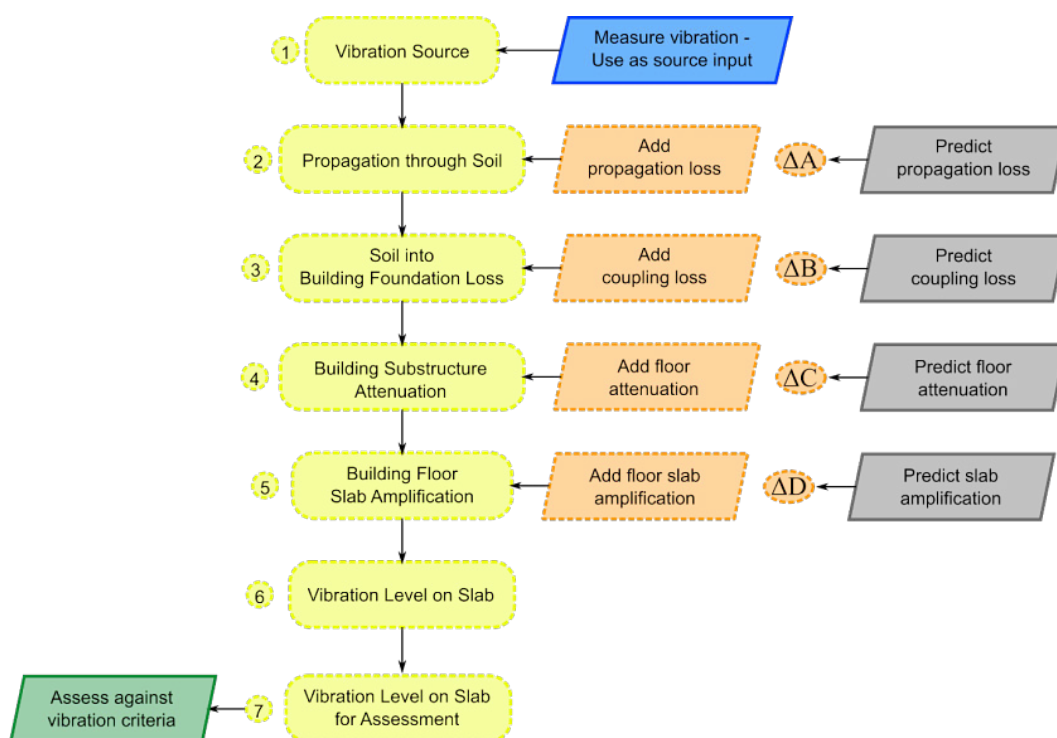 1
Vibration Source
Measure vibration -
Use as source input
2
Propagation through Soil
Add
propagation loss
ΔA
Predict
propagation loss
3
Soil into
Building Foundation Loss
Add
coupling loss
ΔB
Predict
coupling loss
4
Building Substructure
Attenuation
Add floor
attenuation
ΔC
Predict floor
attenuation
5
Building Floor
Slab Amplification
Add floor slab
amplification
ΔD
Predict slab
amplification
6
Vibration Level on Slab
Assess against
vibration criteria
7
Vibration Level on Slab
for Assessment